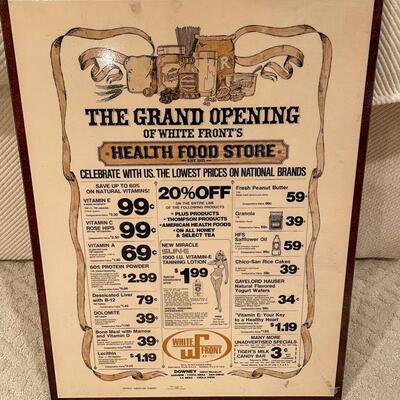 THE GRAND OPENING
OF WHITE FRONT'S
HEALTH FOOD STORE
EST. 1971
CELEBRATE WITH US. THE LOWEST PRICES ON NATIONAL BRANDS
SAVE UP TO 60%
ON NATURAL VITAMINS!
VITAMIN E
99¢
VITAMIN C
ROSE HIPS
99¢
VITAMIN A
69¢
60% PROTEIN POWDER
$2.99
Dessicated Liver
with B-12
79¢
DOLOMITE
39¢
Bone Meal with Marrow
and Vitamin D
39¢
Lecithin
$1.19
20% OFF
ON THE ENTIRE LINE
OF THE FOLLOWING PRODUCTS
• PLUS PRODUCTS
• THOMPSON PRODUCTS
• AMERICAN HEALTH FOODS
• ON ALL HONEY
& SELECT TEA
NEW MIRACLE
SUN-E
1000 I.U. VITAMIN-E
TANNING LOTION
$1.99
WHITE FRONT
WF
DOWNEY
Fresh Peanut Butter
59¢
Granola
39¢
HFS
Safflower Oil
59¢
Chico-San Rice Cakes
39¢
GAYELORD HAUSER
Natural Flavored
Yogurt Wafers
34¢
"Vitamin E: Your Key
to a Healthy Heart"
$1.19
MANY MORE
UNADVERTISED SPECIALS
TIGER'S MILK
CANDY BAR
3¢